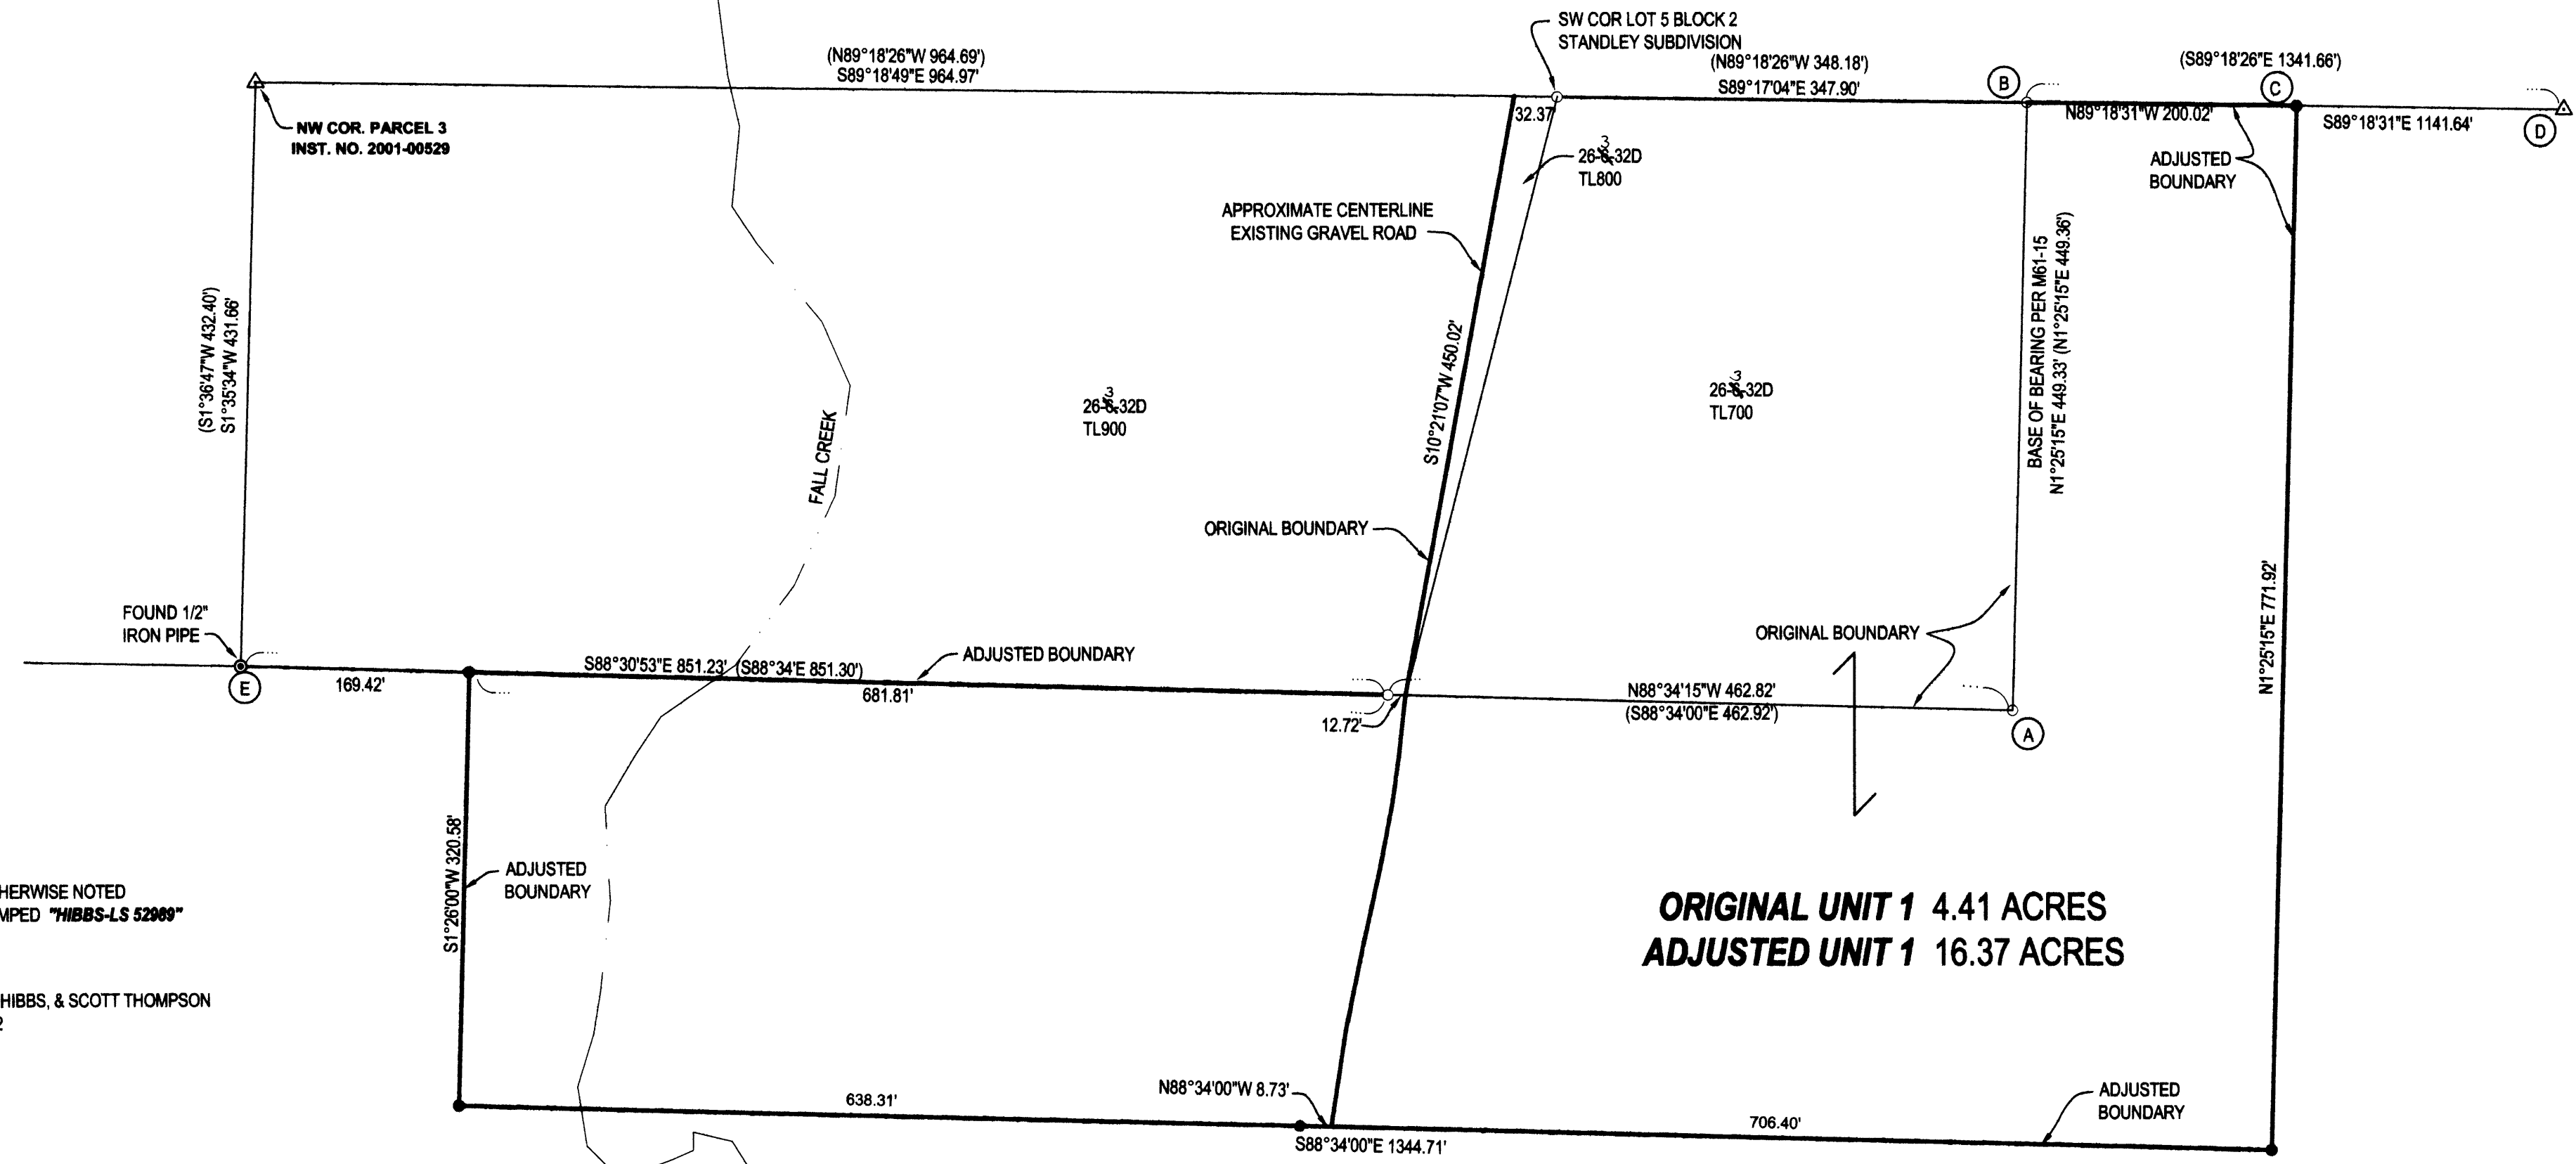 SW COR LOT 5 BLOCK 2
STANDLEY SUBDIVISION
(N89°18'26"W 964.69')
S89°18'49"E 964.97'
(N89°18'26"W 348.18')
S89°17'04"E 347.90'
(S89°18'26"E 1341.66')
B
C
D
N89°18'31"W 200.02'
S89°18'31"E 1141.64'
32.37'
NW COR. PARCEL 3
INST. NO. 2001-00529
3
26-6-32D
TL800
ADJUSTED
BOUNDARY
APPROXIMATE CENTERLINE
EXISTING GRAVEL ROAD
(S1°36'47"W 432.40')
S1°35'34"W 431.66'
BASE OF BEARING PER M61-15
N1°25'15"E 449.33' (N1°25'15"E 449.36')
S10°21'07"W 450.02'
3
26-6-32D
TL900
3
26-6-32D
TL700
FALL CREEK
ORIGINAL BOUNDARY
N1°25'15"E 771.92'
FOUND 1/2"
IRON PIPE
ORIGINAL BOUNDARY
S88°30'53"E 851.23' (S88°34'E 851.30')
ADJUSTED BOUNDARY
E
169.42'
681.81'
N88°34'15"W 462.82'
(S88°34'00"E 462.92')
12.72'
A
S1°26'00"W 320.58'
ADJUSTED
BOUNDARY
HERWISE NOTED
MPED "HIBBS-LS 52989"
ORIGINAL UNIT 1 4.41 ACRES
ADJUSTED UNIT 1 16.37 ACRES
HIBBS, & SCOTT THOMPSON
2
N88°34'00"W 8.73'
638.31'
706.40'
ADJUSTED
BOUNDARY
S88°34'00"E 1344.71'